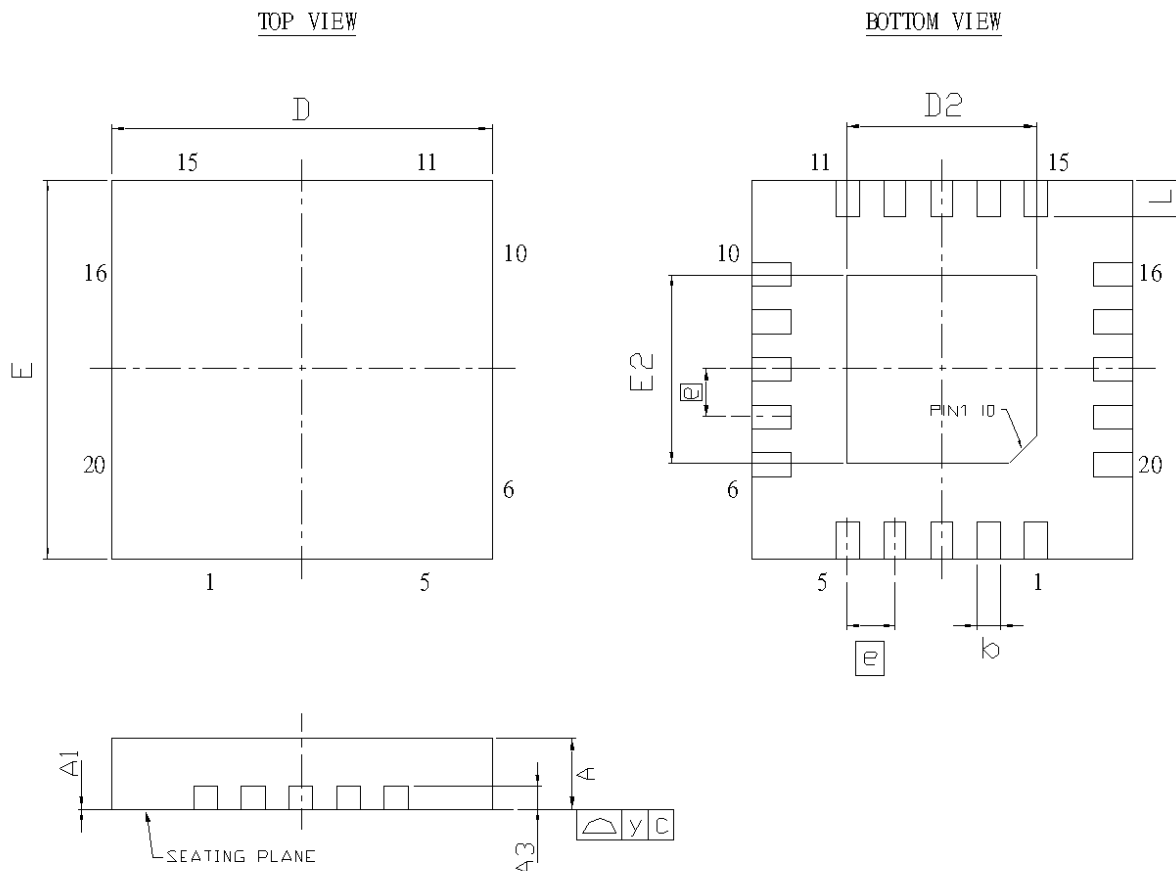 TOP VIEW
BOTTOM VIEW
D
D2
15 11
11 15
L
10
10
16
16
E
E2
e
PIN1 ID
20
20
6
6
1 5
5 1
e
b
A1
A
y C
A3
SEATING PLANE